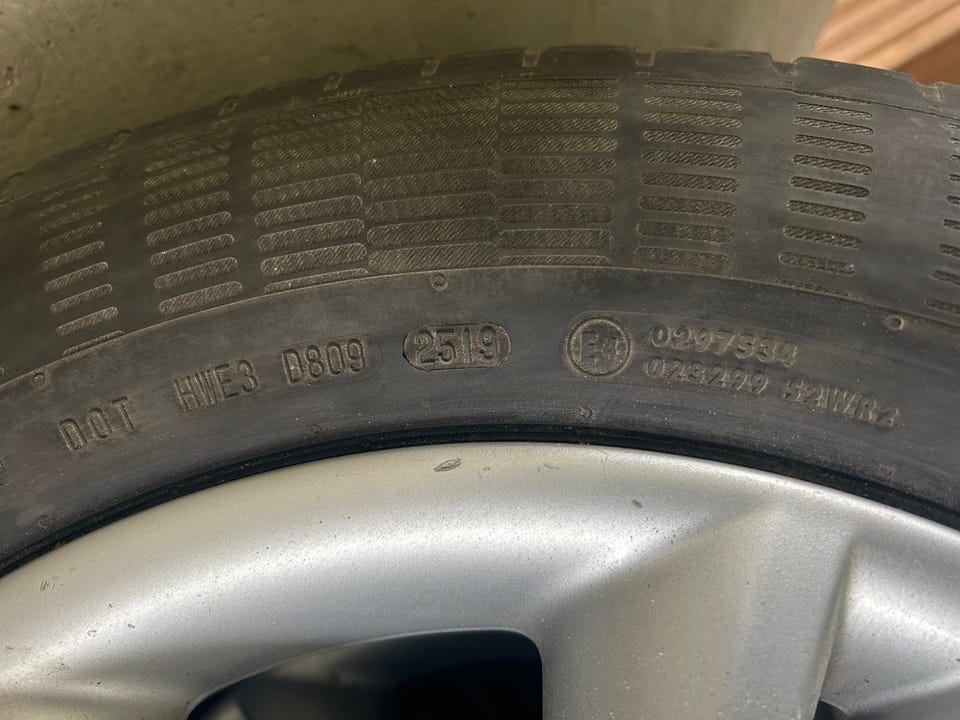 DOT HWE3 D809 2519 E4 0297534
023299 S2WR2